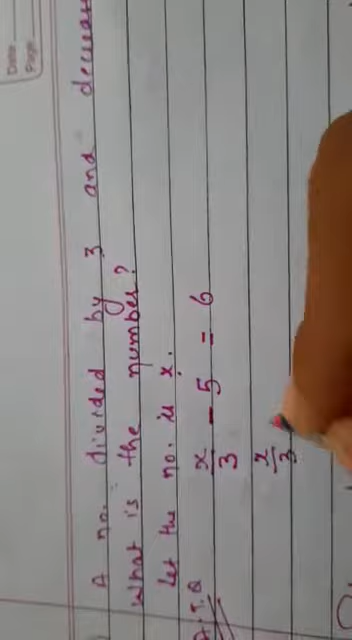 Date
Page
A no. divided by 3 and decreas
What is the number?
Let the no. is x.
A.T.Q x/3 - 5 = 6
x/3